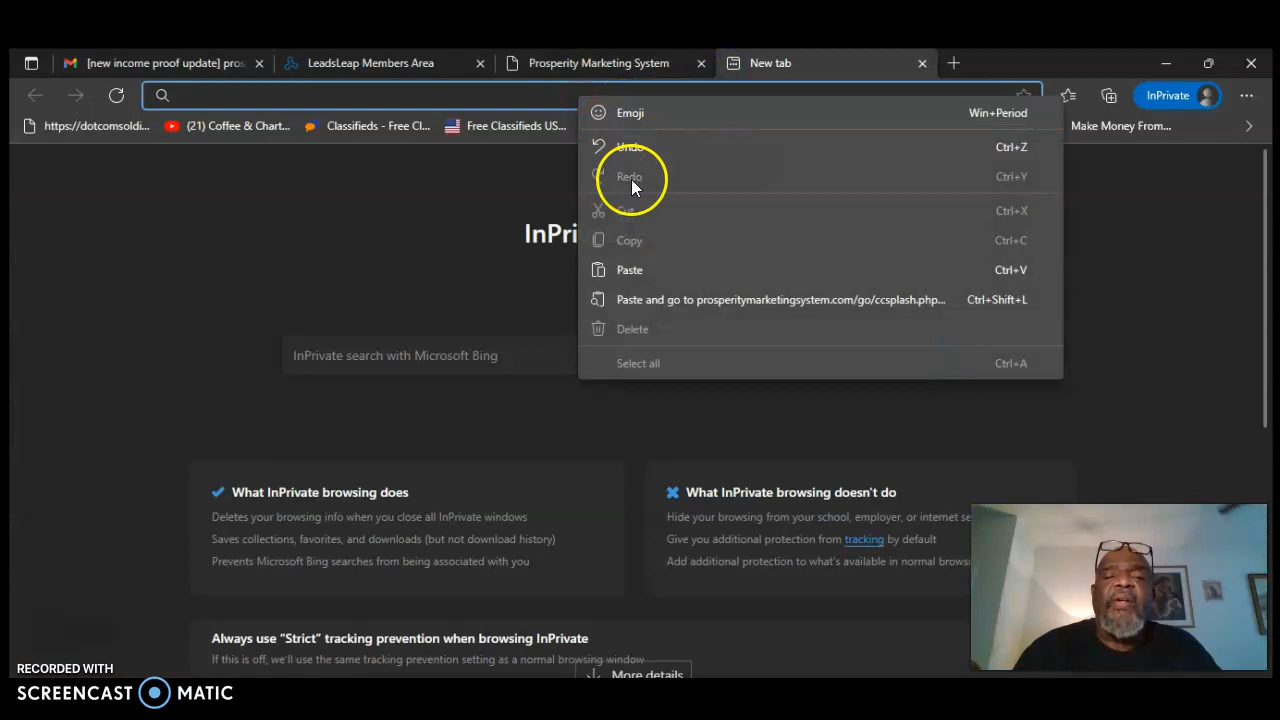 [new income proof update] pros
LeadsLeap Members Area
Prosperity Marketing System
New tab
InPrivate
https://dotcomsoldi...
(21) Coffee & Chart...
Classifieds - Free Cl...
Free Classifieds US...
Make Money From...
Emoji Win+Period
Undo Ctrl+Z
Redo Ctrl+Y
Cut Ctrl+X
Copy Ctrl+C
Paste Ctrl+V
Paste and go to prosperitymarketingsystem.com/go/ccsplash.php... Ctrl+Shift+L
Delete
Select all Ctrl+A
InPri
InPrivate search with Microsoft Bing
What InPrivate browsing does
Deletes your browsing info when you close all InPrivate windows
Saves collections, favorites, and downloads (but not download history)
Prevents Microsoft Bing searches from being associated with you
What InPrivate browsing doesn't do
Hide your browsing from your school, employer, or internet se
Give you additional protection from tracking by default
Add additional protection to what's available in normal browsi
Always use "Strict" tracking prevention when browsing InPrivate
If this is off, we'll use the same tracking prevention setting as a normal browsing window
More details
RECORDED WITH
SCREENCAST MATIC